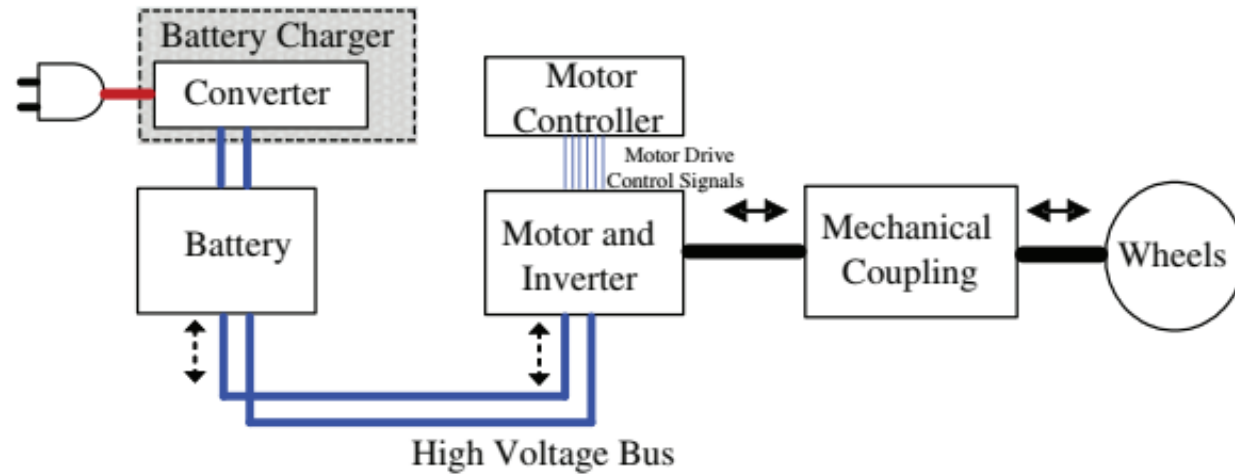 Battery Charger
Converter
Motor
Controller
Motor Drive
Control Signals
Battery
Motor and
Inverter
Mechanical
Coupling
Wheels
High Voltage Bus